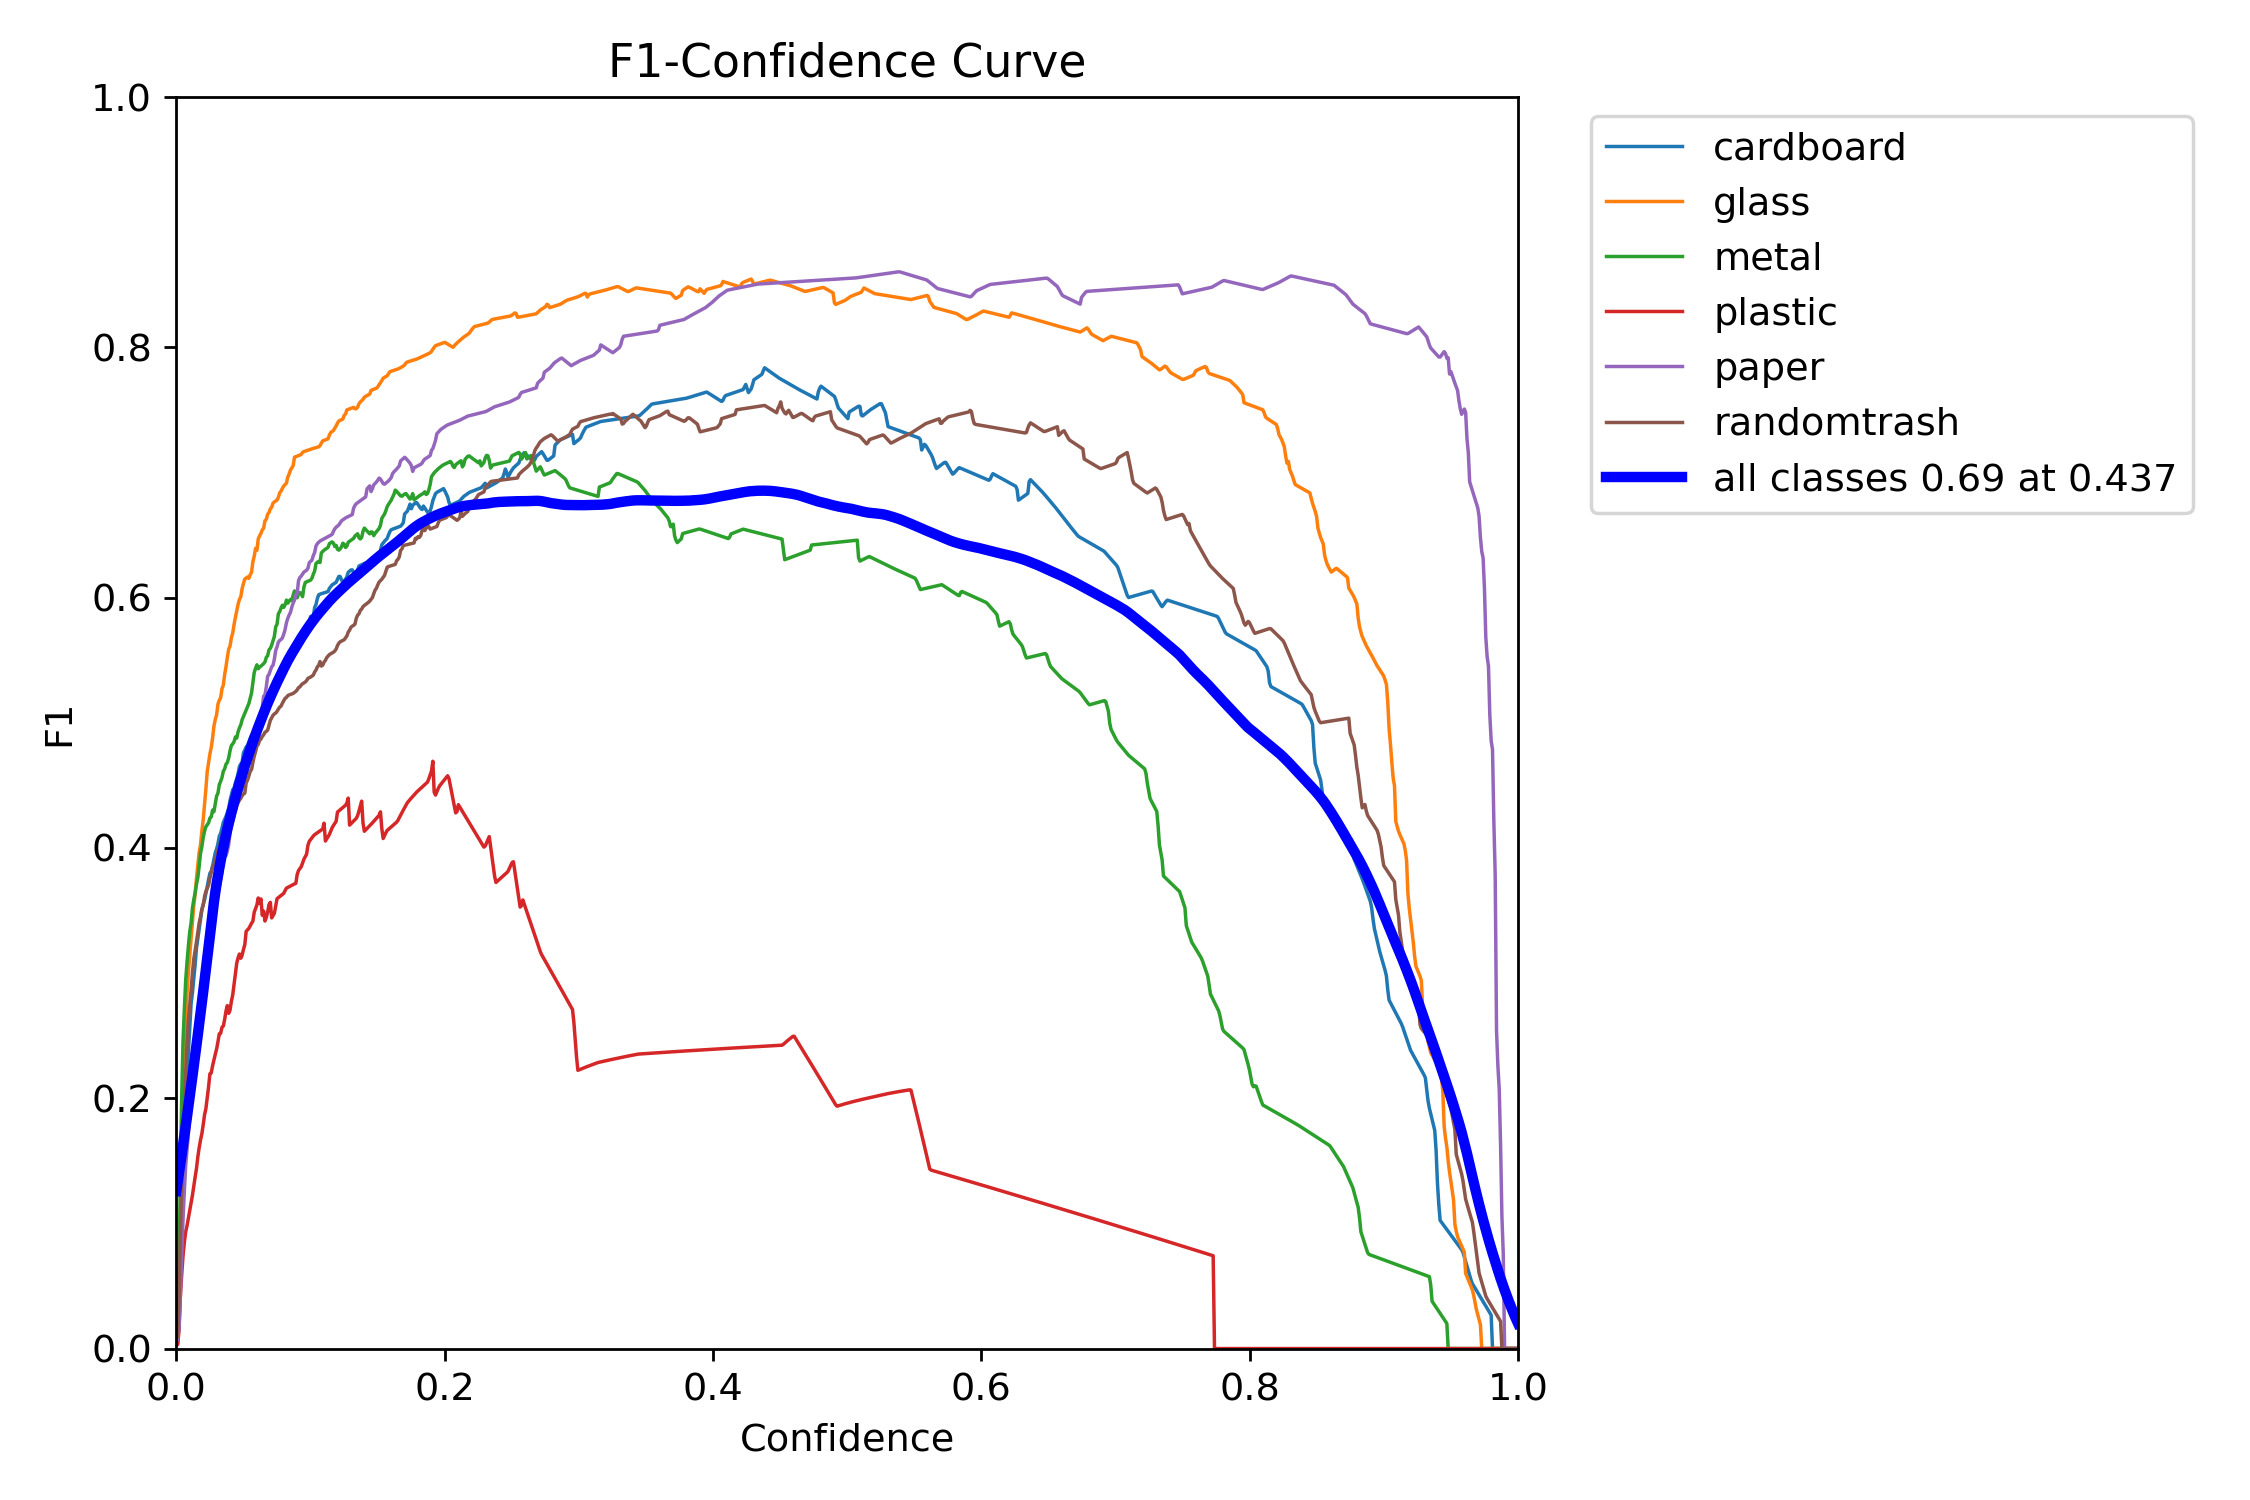 F1-Confidence Curve
1.0
0.8
0.6
0.4
0.2
0.0
F1
0.0 0.2 0.4 0.6 0.8 1.0
Confidence
cardboard
glass
metal
plastic
paper
randomtrash
all classes 0.69 at 0.437